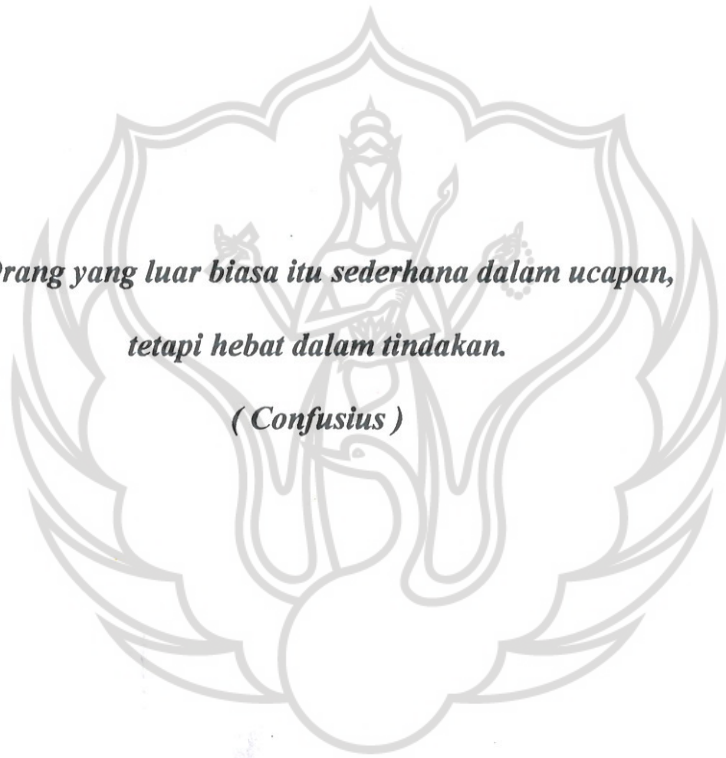 Orang yang luar biasa itu sederhana dalam ucapan,
tetapi hebat dalam tindakan.
( Confusius )